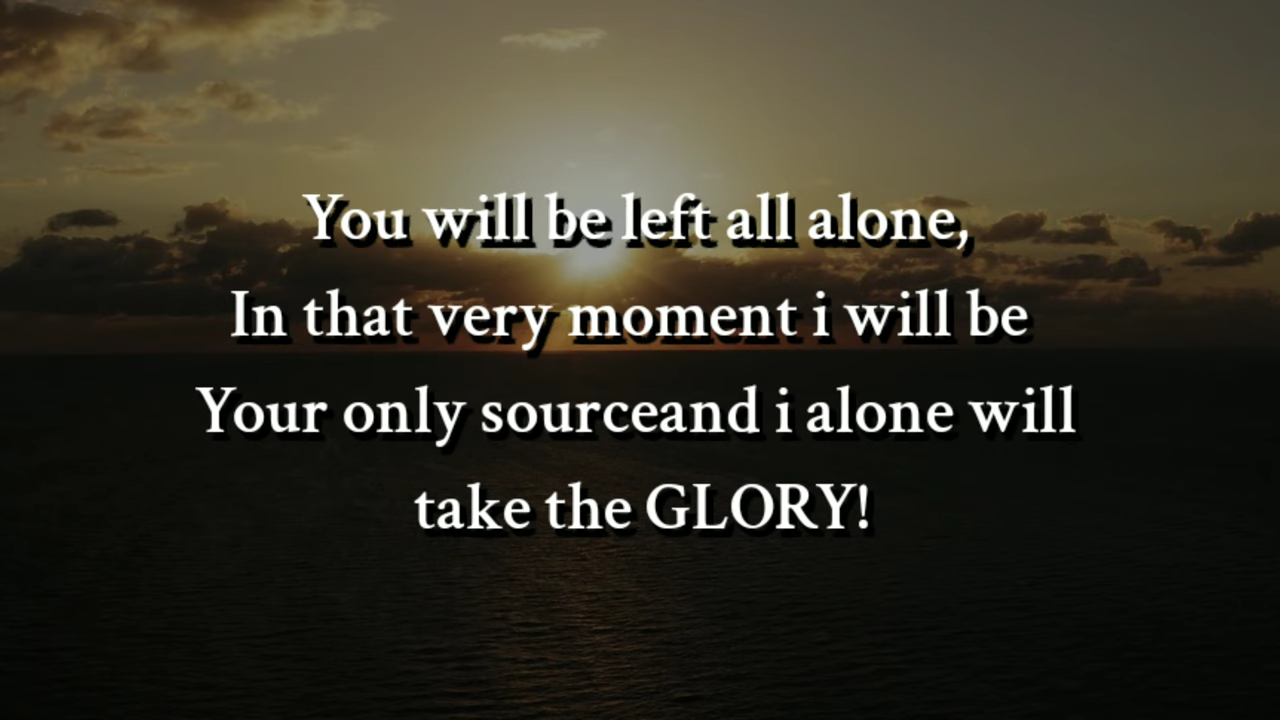 You will be left all alone,
In that very moment i will be
Your only sourceand i alone will
take the GLORY!